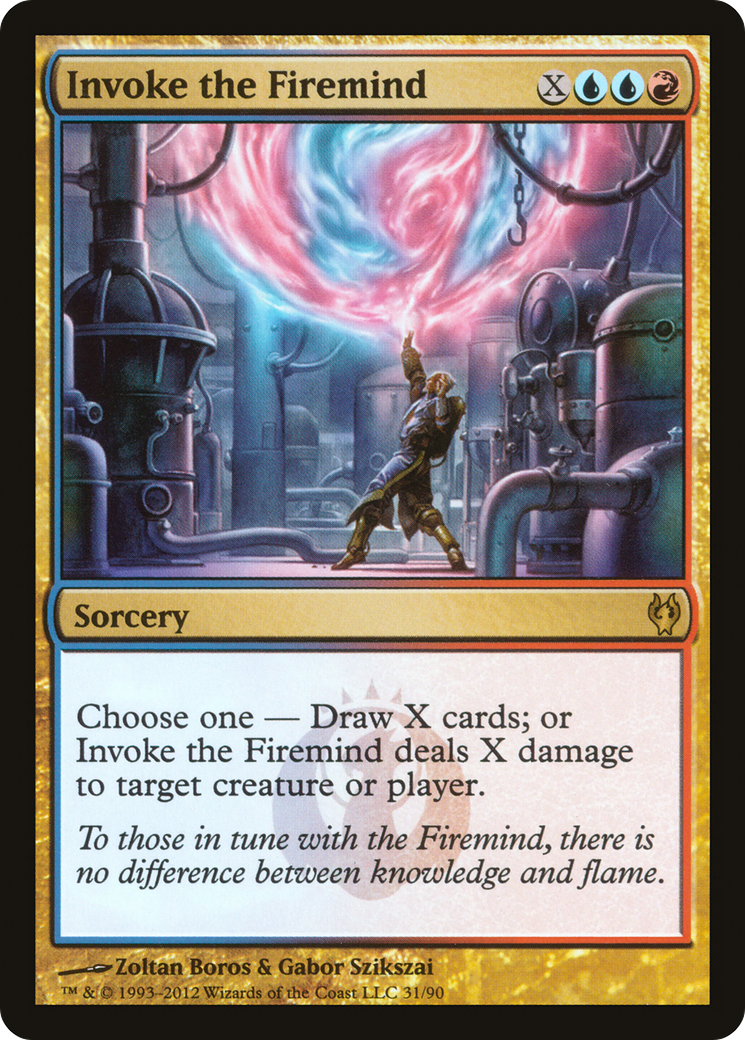 Invoke the Firemind X
Sorcery
Choose one — Draw X cards; or
Invoke the Firemind deals X damage
to target creature or player.
To those in tune with the Firemind, there is
no difference between knowledge and flame.
Zoltan Boros & Gabor Szikszai
™ & © 1993–2012 Wizards of the Coast LLC 31/90